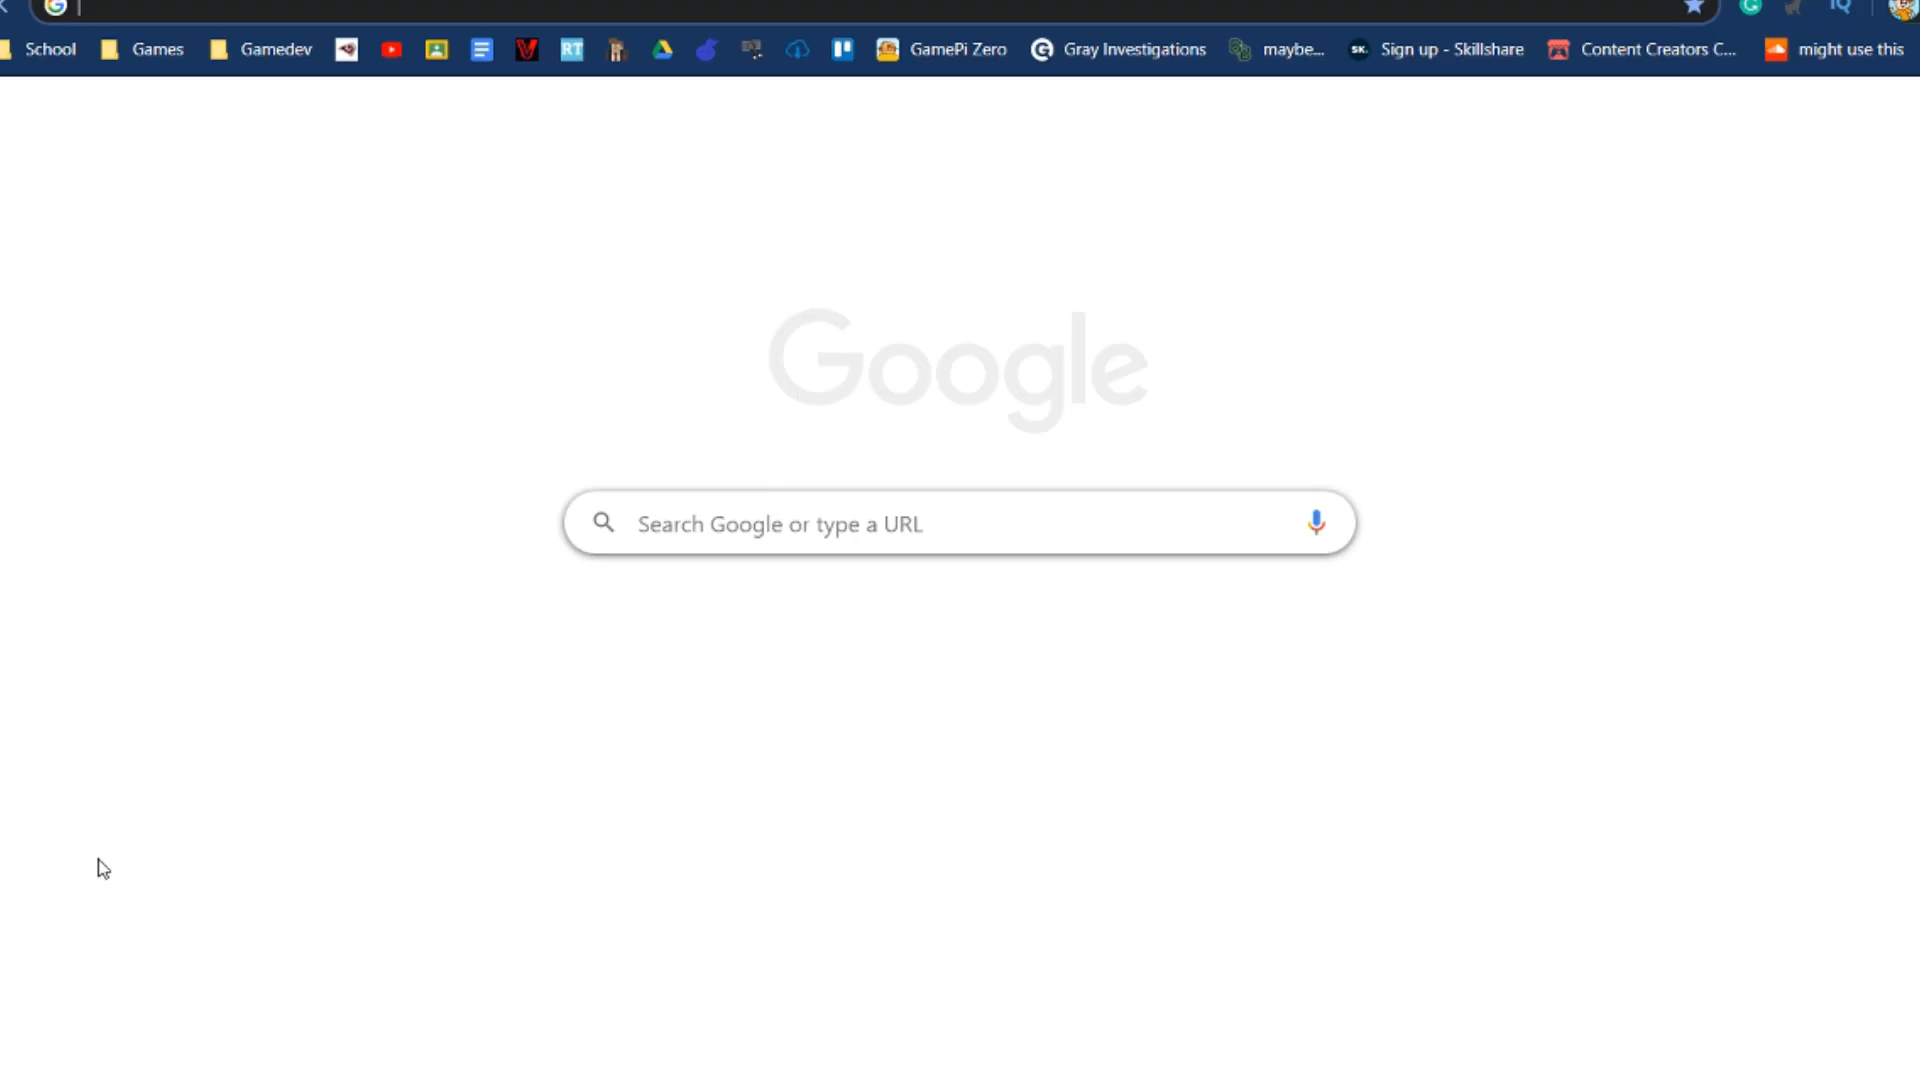 School Games Gamedev RT GamePi Zero Gray Investigations maybe... SK. Sign up - Skillshare Content Creators C... might use this
Google
Search Google or type a URL